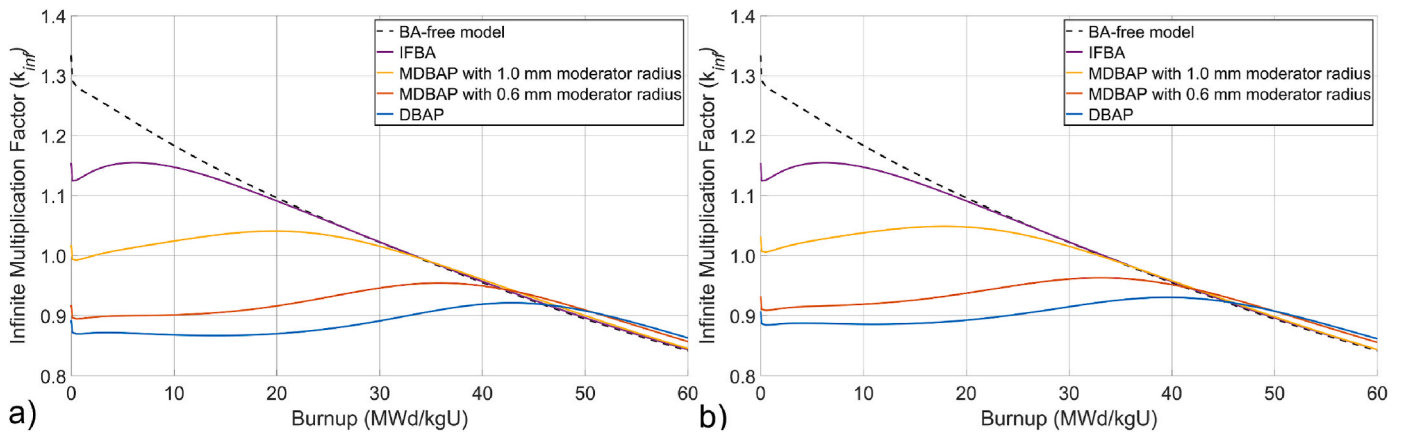 Infinite Multiplication Factor (k_inf)
1.4
1.3
1.2
1.1
1.0
0.9
0.8
BA-free model
IFBA
MDBAP with 1.0 mm moderator radius
MDBAP with 0.6 mm moderator radius
DBAP
0 10 20 30 40 50 60
Burnup (MWd/kgU)
a)
Infinite Multiplication Factor (k_inf)
1.4
1.3
1.2
1.1
1.0
0.9
0.8
BA-free model
IFBA
MDBAP with 1.0 mm moderator radius
MDBAP with 0.6 mm moderator radius
DBAP
0 10 20 30 40 50 60
Burnup (MWd/kgU)
b)